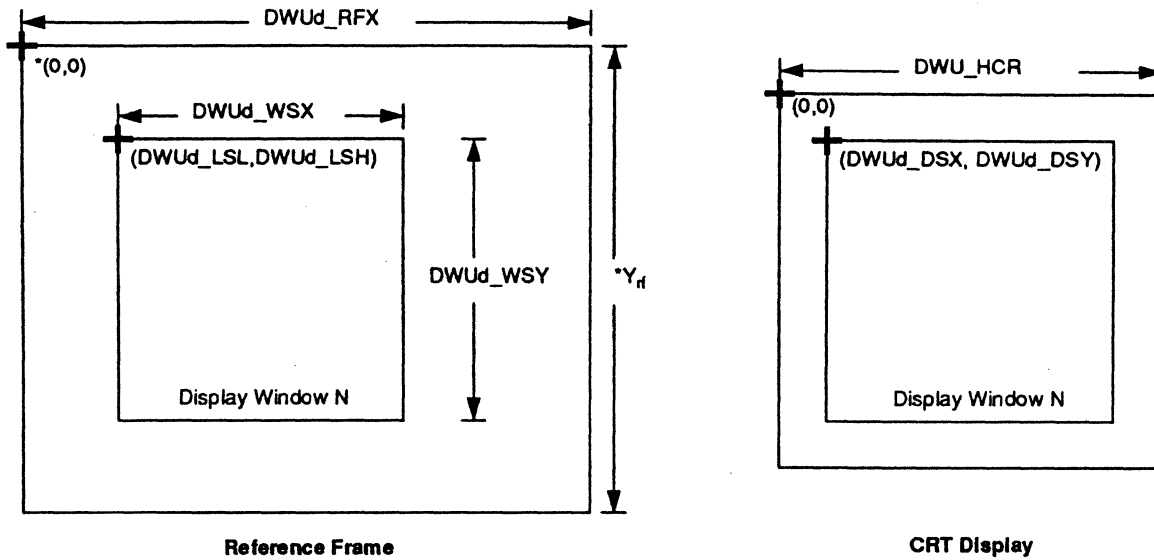 DWUd_RFX
*(0,0)
DWUd_WSX
(DWUd_LSL,DWUd_LSH)
DWUd_WSY
*Yrf
Display Window N
Reference Frame
DWU_HCR
(0,0)
(DWUd_DSX, DWUd_DSY)
Display Window N
CRT Display